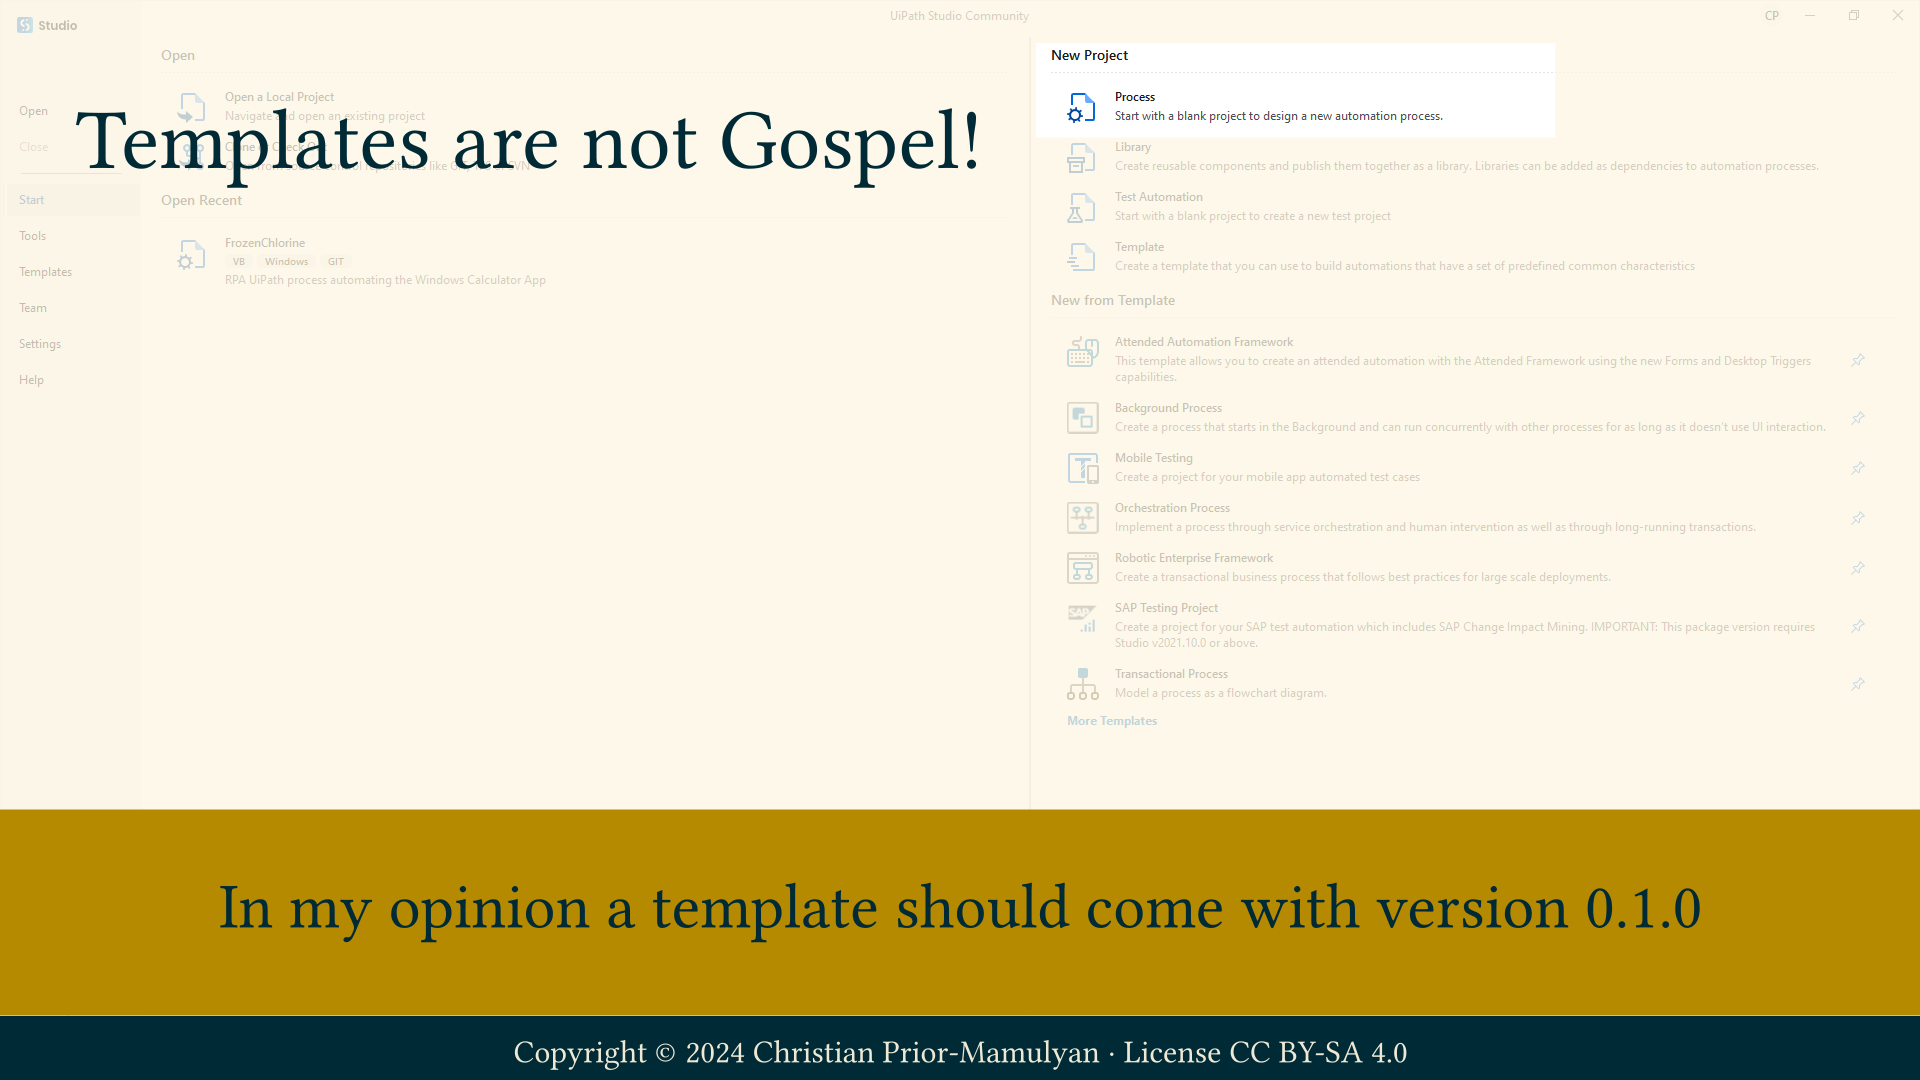 Studio
UiPath Studio Community
CP
Open
Close
Start
Tools
Templates
Team
Settings
Help
Open
Open a Local Project
Navigate and open an existing project
Templates are not Gospel!
Open Recent
FrozenChlorine
VB Windows GIT
RPA UiPath process automating the Windows Calculator App
New Project
Process
Start with a blank project to design a new automation process.
Library
Create reusable components and publish them together as a library. Libraries can be added as dependencies to automation processes.
Test Automation
Start with a blank project to create a new test project
Template
Create a template that you can use to build automations that have a set of predefined common characteristics
New from Template
Attended Automation Framework
This template allows you to create an attended automation with the Attended Framework using the new Forms and Desktop Triggers
capabilities.
Background Process
Create a process that starts in the Background and can run concurrently with other processes for as long as it doesn't use UI interaction.
Mobile Testing
Create a project for your mobile app automated test cases
Orchestration Process
Implement a process through service orchestration and human intervention as well as through long-running transactions.
Robotic Enterprise Framework
Create a transactional business process that follows best practices for large scale deployments.
SAP
SAP Testing Project
Create a project for your SAP test automation which includes SAP Change Impact Mining. IMPORTANT: This package version requires
Studio v2021.10.0 or above.
Transactional Process
Model a process as a flowchart diagram.
More Templates
In my opinion a template should come with version 0.1.0
Copyright © 2024 Christian Prior-Mamulyan · License CC BY-SA 4.0